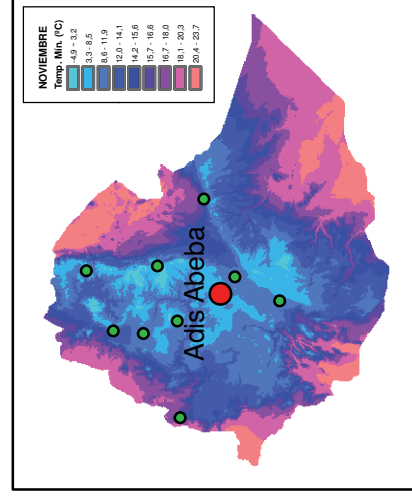 NOVIEMBRE
Temp. Mín. (ºC)
-4,9 ~ 3,2
3,3 - 8,5
8,6 - 11,9
12,0 - 14,1
14,2 - 15,6
15,7 - 16,6
16,7 - 18,0
18,1 - 20,3
20,4 - 23,7
Adis Abeba